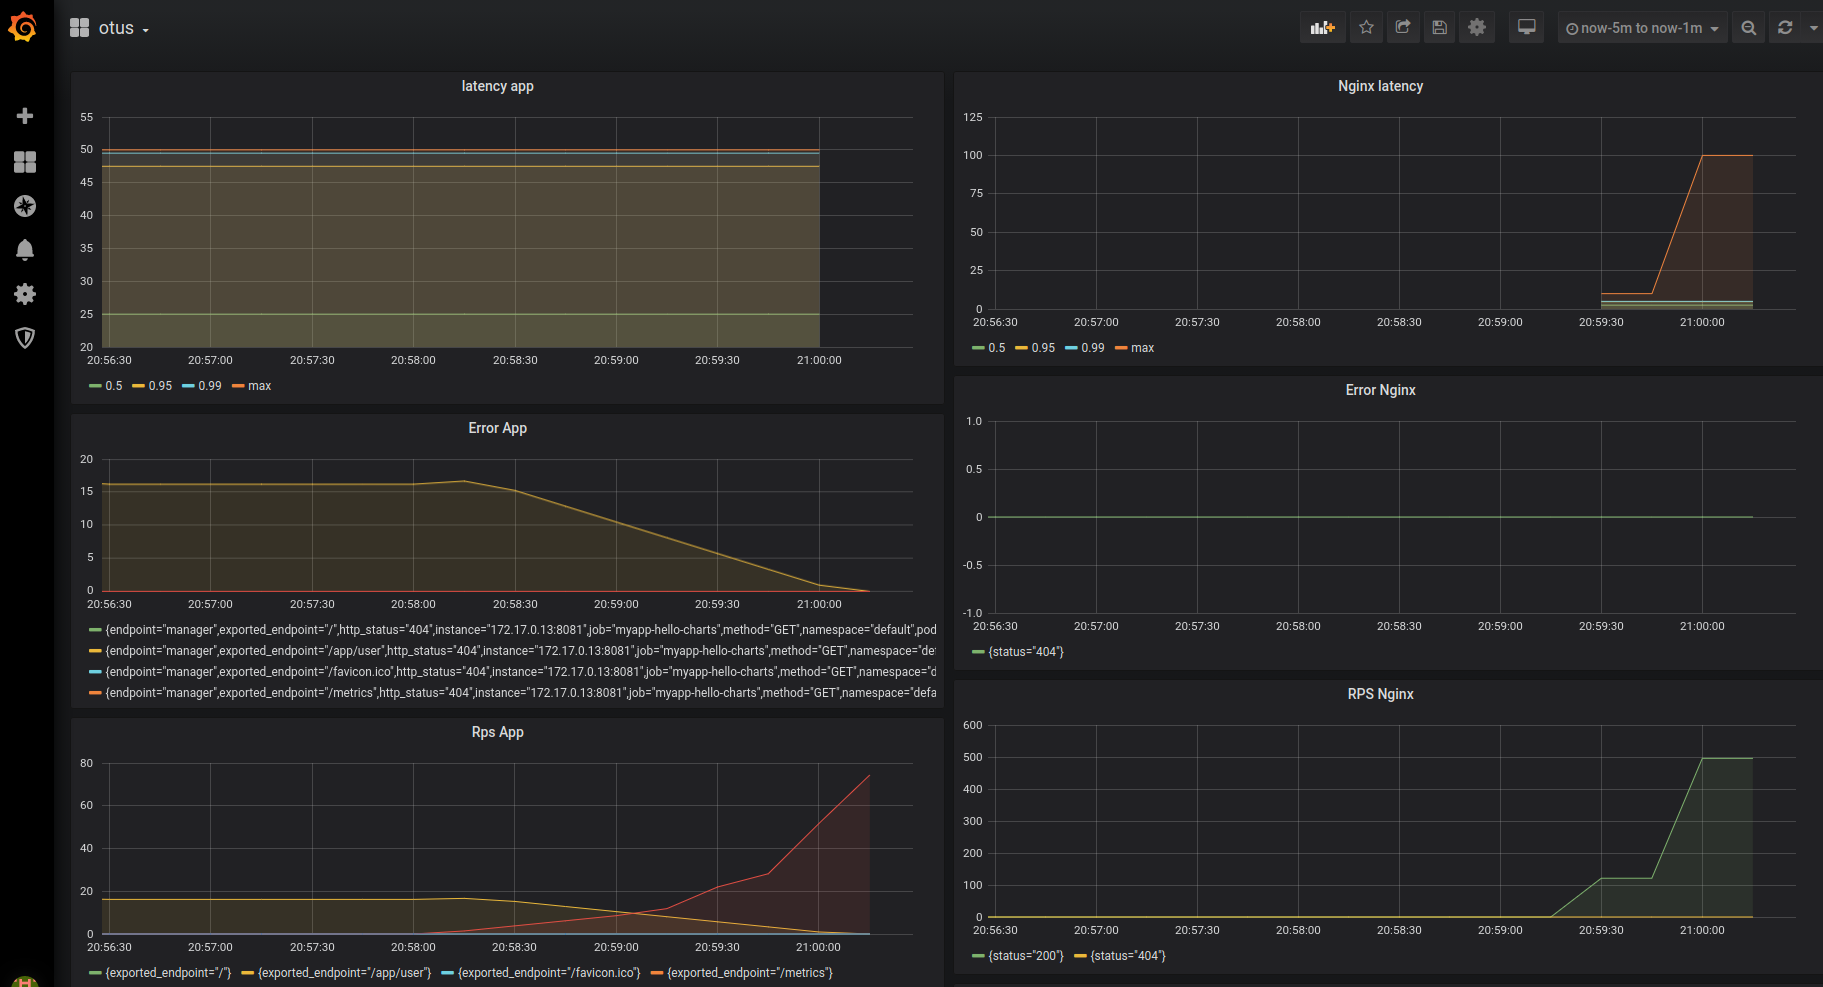 otus
now-5m to now-1m
latency app
55
50
45
40
35
30
25
20
20:56:30 20:57:00 20:57:30 20:58:00 20:58:30 20:59:00 20:59:30 21:00:00
0.5 0.95 0.99 max
Error App
20
15
10
5
0
20:56:30 20:57:00 20:57:30 20:58:00 20:58:30 20:59:00 20:59:30 21:00:00
{endpoint="manager",exported_endpoint="/",http_status="404",instance="172.17.0.13:8081",job="myapp-hello-charts",method="GET",namespace="default",pod
{endpoint="manager",exported_endpoint="/app/user",http_status="404",instance="172.17.0.13:8081",job="myapp-hello-charts",method="GET",namespace="def
{endpoint="manager",exported_endpoint="/favicon.ico",http_status="404",instance="172.17.0.13:8081",job="myapp-hello-charts",method="GET",namespace="d
{endpoint="manager",exported_endpoint="/metrics",http_status="404",instance="172.17.0.13:8081",job="myapp-hello-charts",method="GET",namespace="defa
Rps App
80
60
40
20
0
20:56:30 20:57:00 20:57:30 20:58:00 20:58:30 20:59:00 20:59:30 21:00:00
{exported_endpoint="/"} {exported_endpoint="/app/user"} {exported_endpoint="/favicon.ico"} {exported_endpoint="/metrics"}
Nginx latency
125
100
75
50
25
0
20:56:30 20:57:00 20:57:30 20:58:00 20:58:30 20:59:00 20:59:30 21:00:00
0.5 0.95 0.99 max
Error Nginx
1.0
0.5
0
-0.5
-1.0
20:56:30 20:57:00 20:57:30 20:58:00 20:58:30 20:59:00 20:59:30 21:00:00
{status="404"}
RPS Nginx
600
500
400
300
200
100
0
20:56:30 20:57:00 20:57:30 20:58:00 20:58:30 20:59:00 20:59:30 21:00:00
{status="200"} {status="404"}